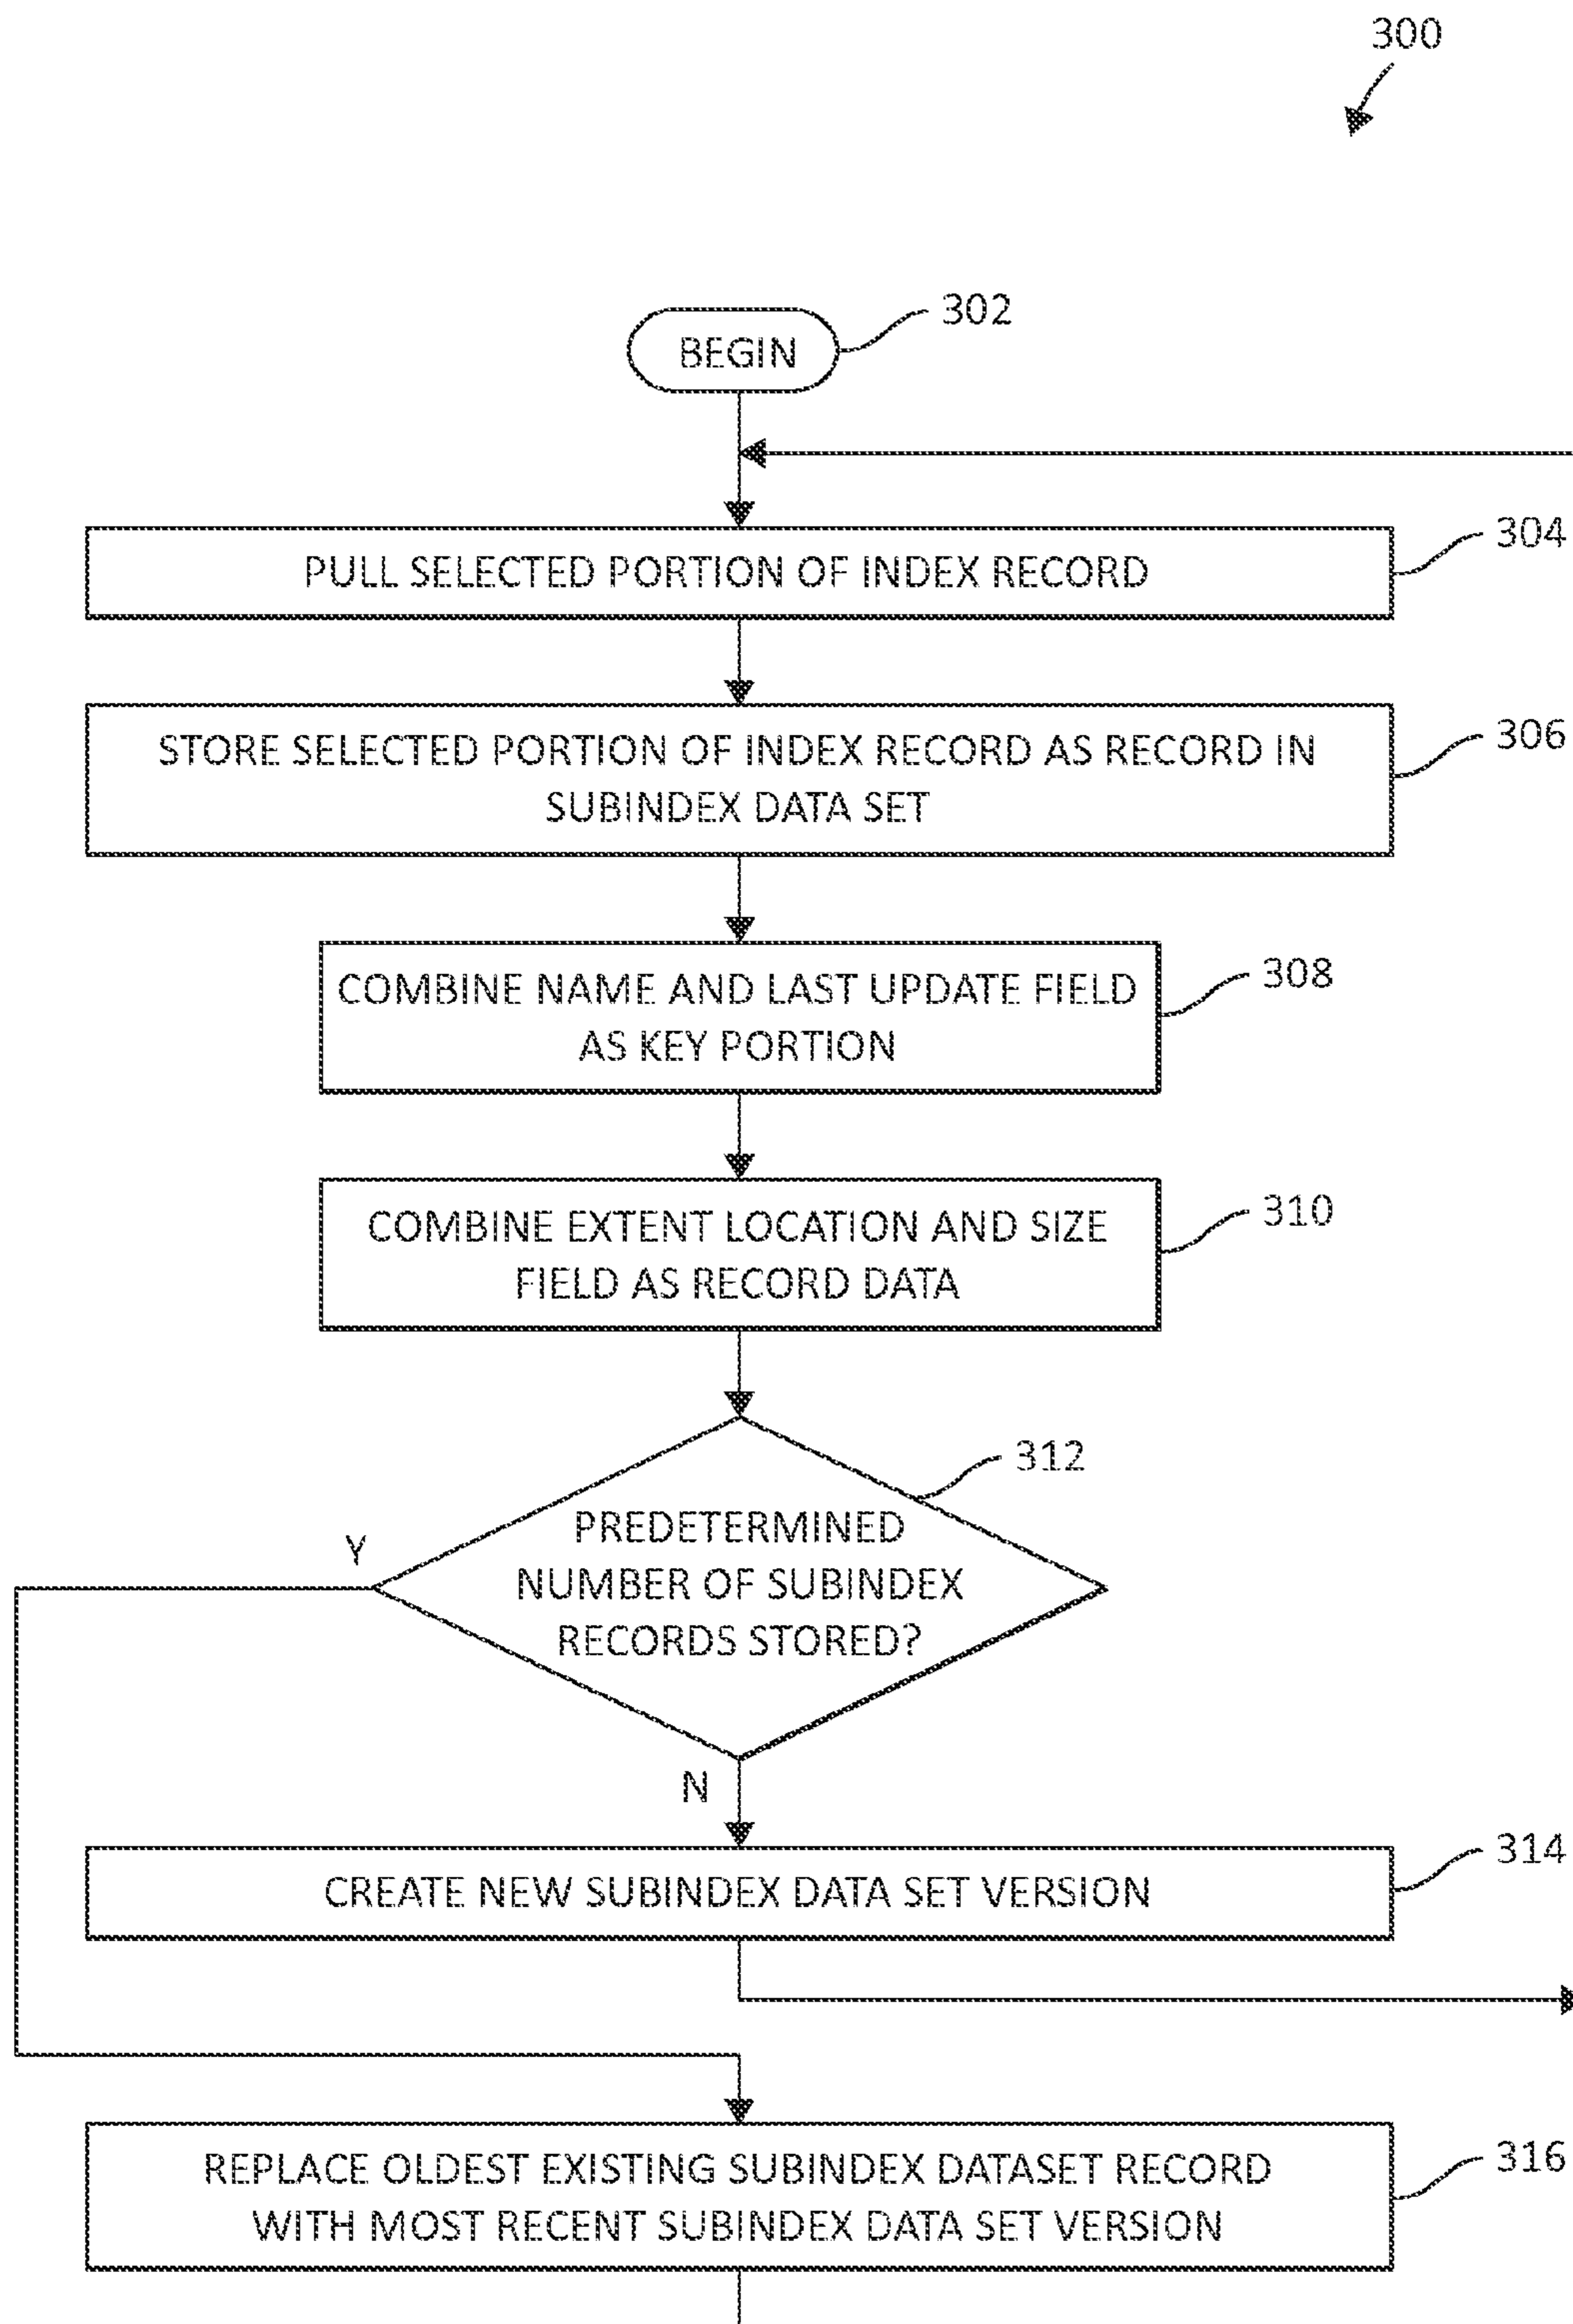 300
BEGIN
302
PULL SELECTED PORTION OF INDEX RECORD
304
STORE SELECTED PORTION OF INDEX RECORD AS RECORD IN
SUBINDEX DATA SET
306
COMBINE NAME AND LAST UPDATE FIELD
AS KEY PORTION
308
COMBINE EXTENT LOCATION AND SIZE
FIELD AS RECORD DATA
310
312
PREDETERMINED
NUMBER OF SUBINDEX
RECORDS STORED?
Y
N
CREATE NEW SUBINDEX DATA SET VERSION
314
REPLACE OLDEST EXISTING SUBINDEX DATASET RECORD
WITH MOST RECENT SUBINDEX DATA SET VERSION
316